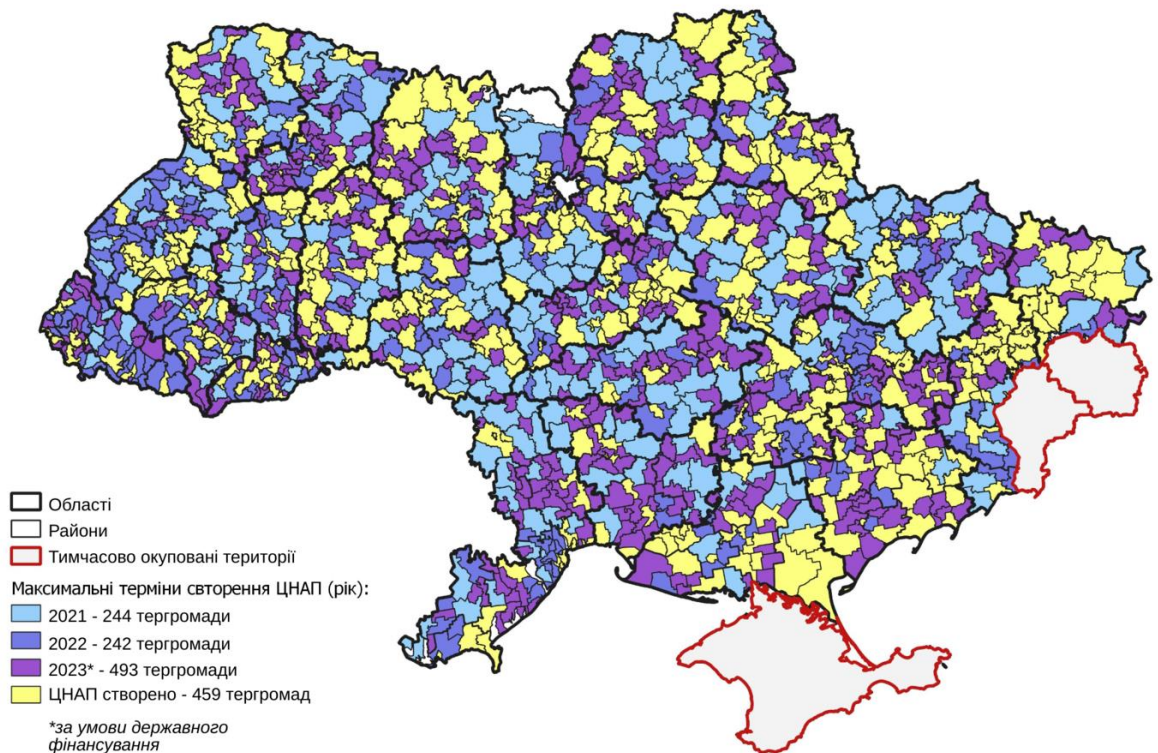 Області
Райони
Тимчасово окуповані території
Максимальні терміни свторення ЦНАП (рік):
2021 - 244 тергромади
2022 - 242 тергромади
2023* - 493 тергромади
ЦНАП створено - 459 тергромад
*за умови державного
фінансування